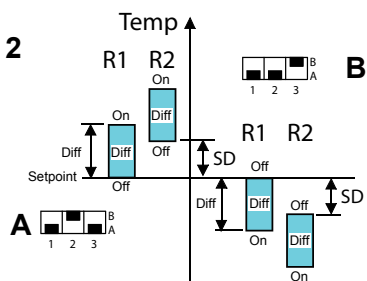 Temp
2
R1 R2
On
B
A
B
1 2 3
On
Diff
R1 R2
Diff
Diff
Off
SD
Off
Setpoint
Off
Diff
Diff
Off
SD
A
B
A
On
Diff
1 2 3
On